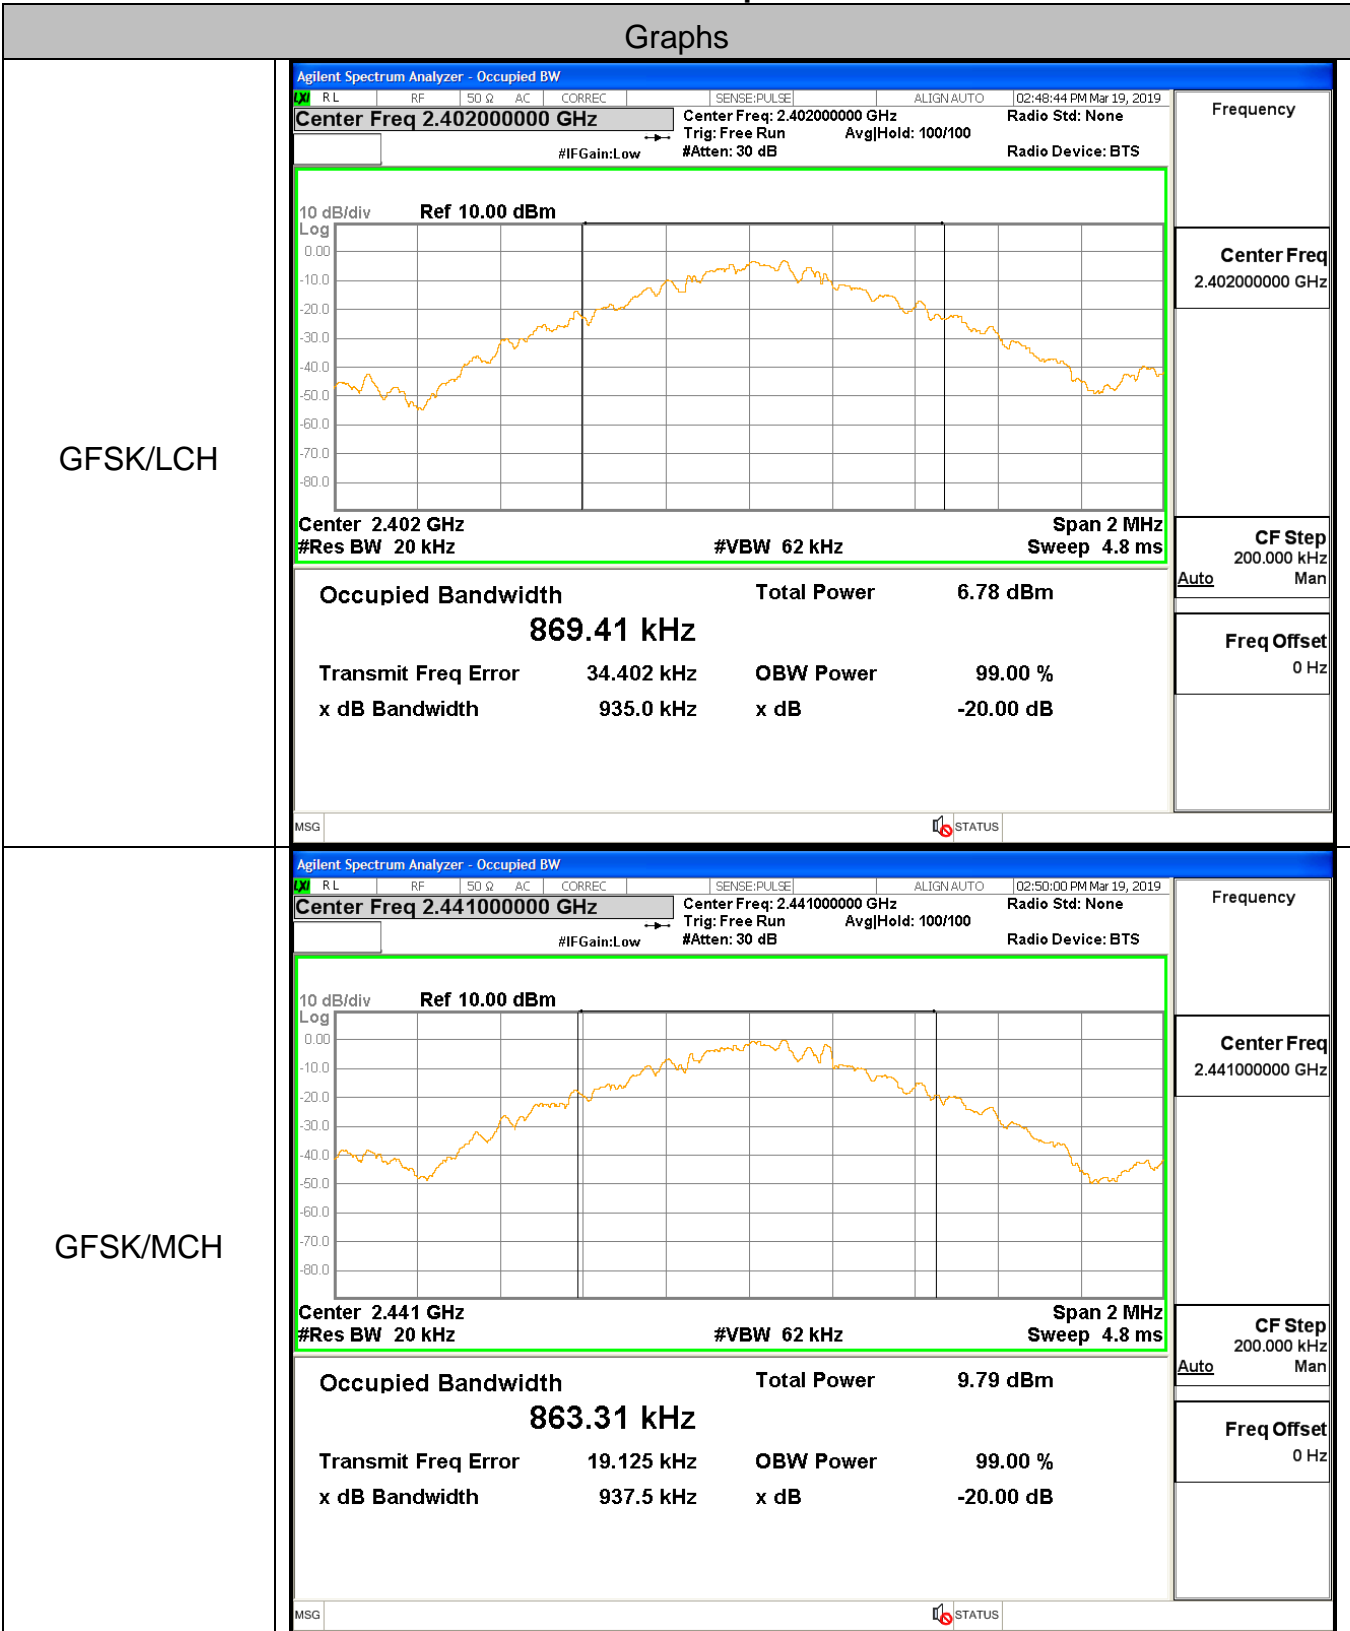 Graphs
GFSK/LCH
Agilent Spectrum Analyzer - Occupied BW
LXI RL RF 50 Ω AC CORREC SENSE:PULSE ALIGN AUTO 02:48:44 PM Mar 19, 2019
Center Freq 2.402000000 GHz
Center Freq: 2.402000000 GHz
Radio Std: None
Trig: Free Run
Avg|Hold: 100/100
#IFGain:Low
#Atten: 30 dB
Radio Device: BTS
10 dB/div
Ref 10.00 dBm
Log
0.00
-10.0
-20.0
-30.0
-40.0
-50.0
-60.0
-70.0
-80.0
Center 2.402 GHz
Span 2 MHz
#Res BW 20 kHz
#VBW 62 kHz
Sweep 4.8 ms
Occupied Bandwidth
Total Power
6.78 dBm
869.41 kHz
Transmit Freq Error
34.402 kHz
OBW Power
99.00 %
x dB Bandwidth
935.0 kHz
x dB
-20.00 dB
MSG
STATUS
Frequency
Center Freq
2.402000000 GHz
CF Step
200.000 kHz
Auto Man
Freq Offset
0 Hz
GFSK/MCH
Agilent Spectrum Analyzer - Occupied BW
LXI RL RF 50 Ω AC CORREC SENSE:PULSE ALIGN AUTO 02:50:00 PM Mar 19, 2019
Center Freq 2.441000000 GHz
Center Freq: 2.441000000 GHz
Radio Std: None
Trig: Free Run
Avg|Hold: 100/100
#IFGain:Low
#Atten: 30 dB
Radio Device: BTS
10 dB/div
Ref 10.00 dBm
Log
0.00
-10.0
-20.0
-30.0
-40.0
-50.0
-60.0
-70.0
-80.0
Center 2.441 GHz
Span 2 MHz
#Res BW 20 kHz
#VBW 62 kHz
Sweep 4.8 ms
Occupied Bandwidth
Total Power
9.79 dBm
863.31 kHz
Transmit Freq Error
19.125 kHz
OBW Power
99.00 %
x dB Bandwidth
937.5 kHz
x dB
-20.00 dB
MSG
STATUS
Frequency
Center Freq
2.441000000 GHz
CF Step
200.000 kHz
Auto Man
Freq Offset
0 Hz